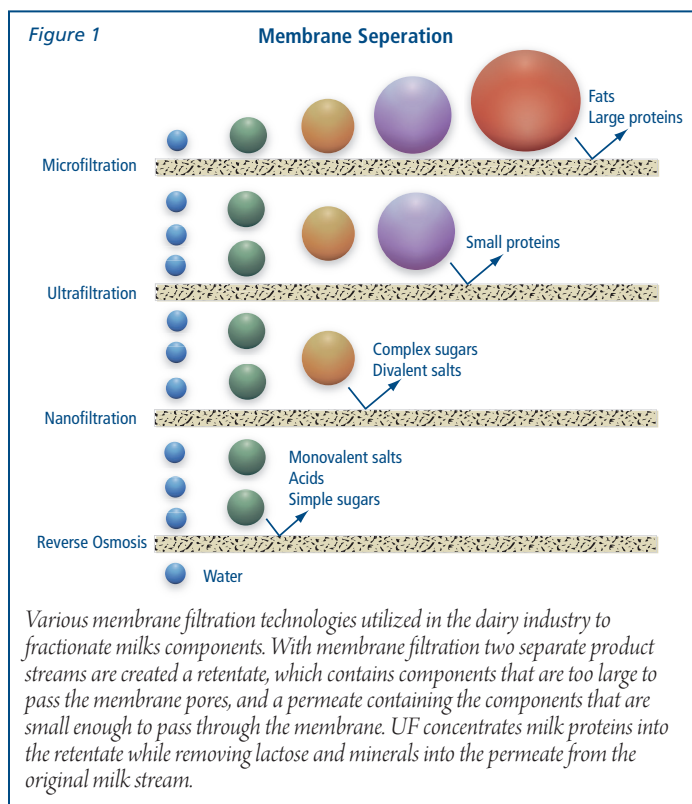 Figure 1
Membrane Seperation
Fats
Large proteins
Microfiltration
Small proteins
Ultrafiltration
Complex sugars
Divalent salts
Nanofiltration
Monovalent salts
Acids
Simple sugars
Reverse Osmosis
Water
Various membrane filtration technologies utilized in the dairy industry to
fractionate milks components. With membrane filtration two separate product
streams are created a retentate, which contains components that are too large to
pass the membrane pores, and a permeate containing the components that are
small enough to pass through the membrane. UF concentrates milk proteins into
the retentate while removing lactose and minerals into the permeate from the
original milk stream.